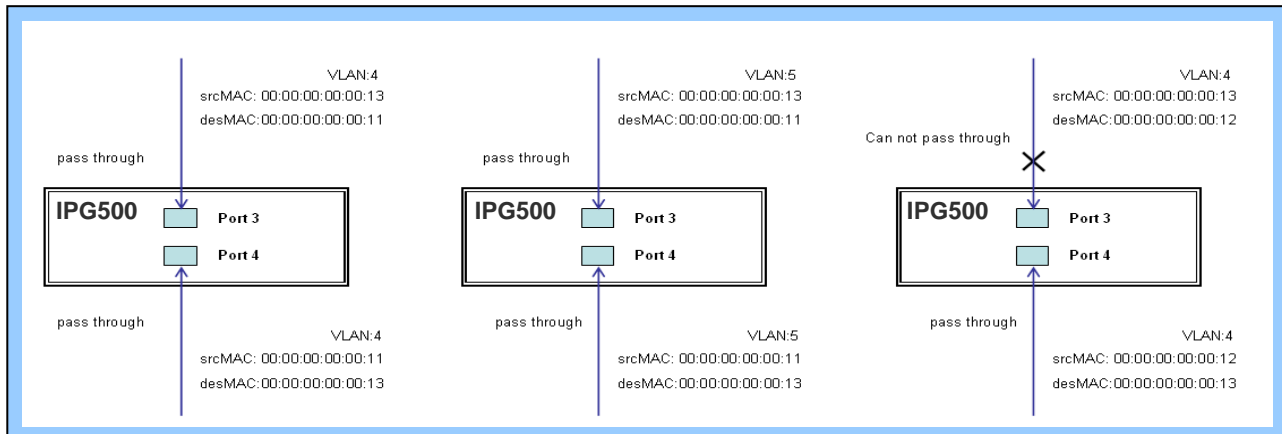 VLAN:4
srcMAC: 00:00:00:00:00:13
desMAC:00:00:00:00:00:11
pass through
IPG500
Port 3
Port 4
pass through
VLAN:4
srcMAC: 00:00:00:00:00:11
desMAC:00:00:00:00:00:13
VLAN:5
srcMAC: 00:00:00:00:00:13
desMAC:00:00:00:00:00:11
pass through
IPG500
Port 3
Port 4
pass through
VLAN:5
srcMAC: 00:00:00:00:00:11
desMAC:00:00:00:00:00:13
VLAN:4
srcMAC: 00:00:00:00:00:13
desMAC:00:00:00:00:00:12
Can not pass through
IPG500
Port 3
Port 4
pass through
VLAN:4
srcMAC: 00:00:00:00:00:12
desMAC:00:00:00:00:00:13